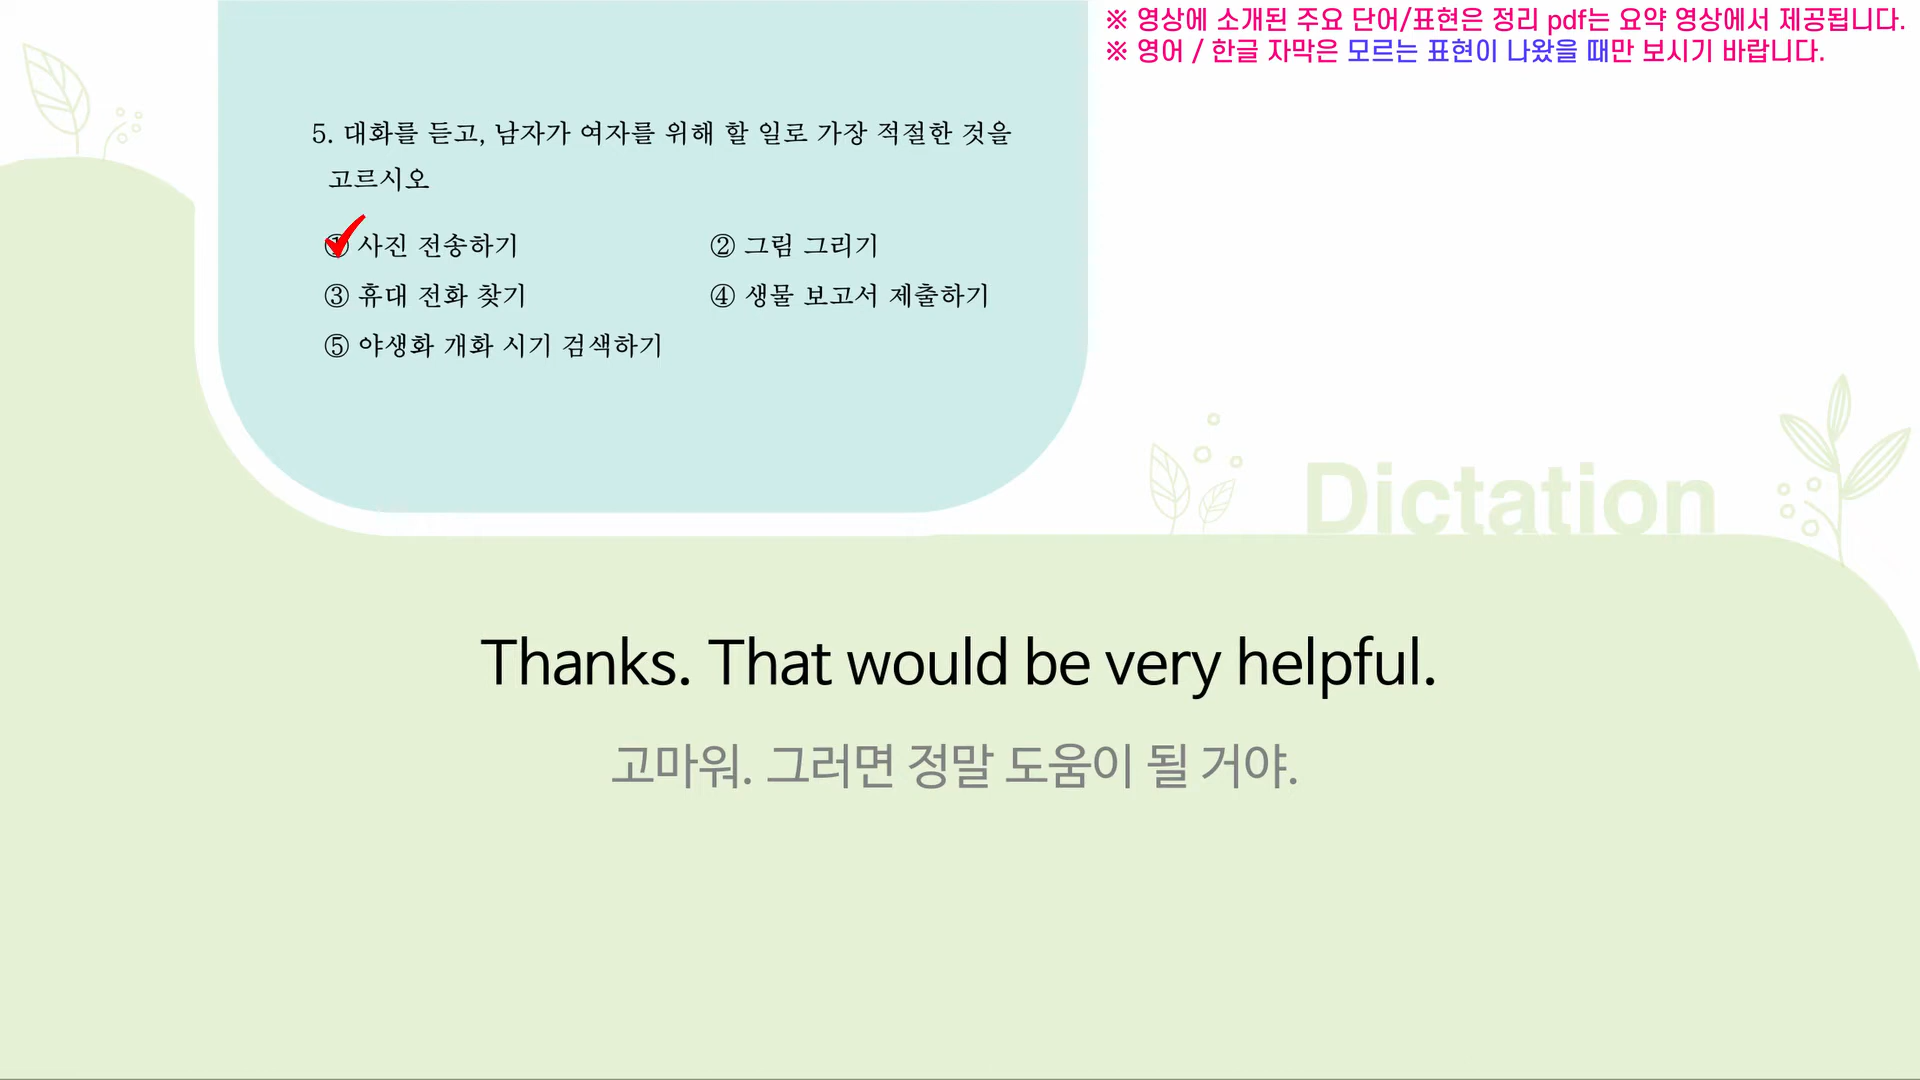 ※ 영상에 소개된 주요 단어/표현은 정리 pdf는 요약 영상에서 제공됩니다.
※ 영어 / 한글 자막은 모르는 표현이 나왔을 때만 보시기 바랍니다.
5. 대화를 듣고, 남자가 여자를 위해 할 일로 가장 적절한 것을
고르시오
① 사진 전송하기
② 그림 그리기
③ 휴대 전화 찾기
④ 생물 보고서 제출하기
⑤ 야생화 개화 시기 검색하기
Dictation
Thanks. That would be very helpful.
고마워. 그러면 정말 도움이 될 거야.